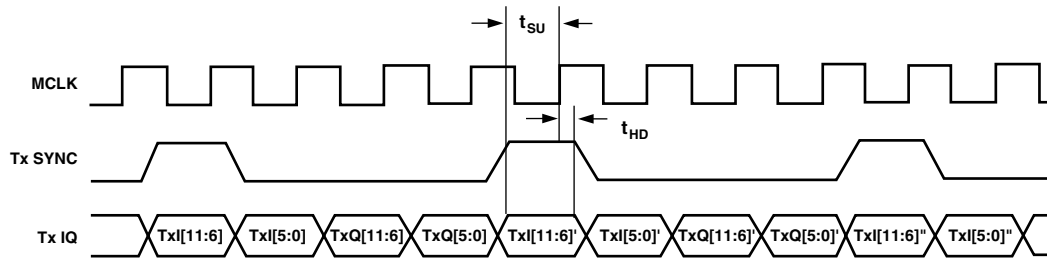 tSU
MCLK
tHD
Tx SYNC
Tx IQ TxI[11:6] TxI[5:0] TxQ[11:6] TxQ[5:0] TxI[11:6]' TxI[5:0]' TxQ[11:6]' TxQ[5:0]' TxI[11:6]" TxI[5:0]"